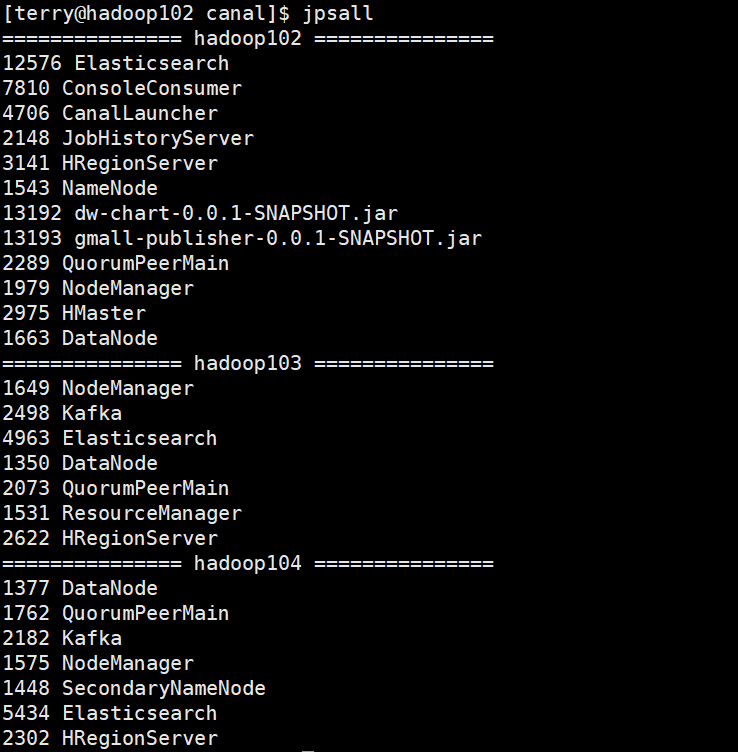 [terry@hadoop102 canal]$ jpsall
=============== hadoop102 ===============
12576 Elasticsearch
7810 ConsoleConsumer
4706 CanalLauncher
2148 JobHistoryServer
3141 HRegionServer
1543 NameNode
13192 dw-chart-0.0.1-SNAPSHOT.jar
13193 gmall-publisher-0.0.1-SNAPSHOT.jar
2289 QuorumPeerMain
1979 NodeManager
2975 HMaster
1663 DataNode
=============== hadoop103 ===============
1649 NodeManager
2498 Kafka
4963 Elasticsearch
1350 DataNode
2073 QuorumPeerMain
1531 ResourceManager
2622 HRegionServer
=============== hadoop104 ===============
1377 DataNode
1762 QuorumPeerMain
2182 Kafka
1575 NodeManager
1448 SecondaryNameNode
5434 Elasticsearch
2302 HRegionServer